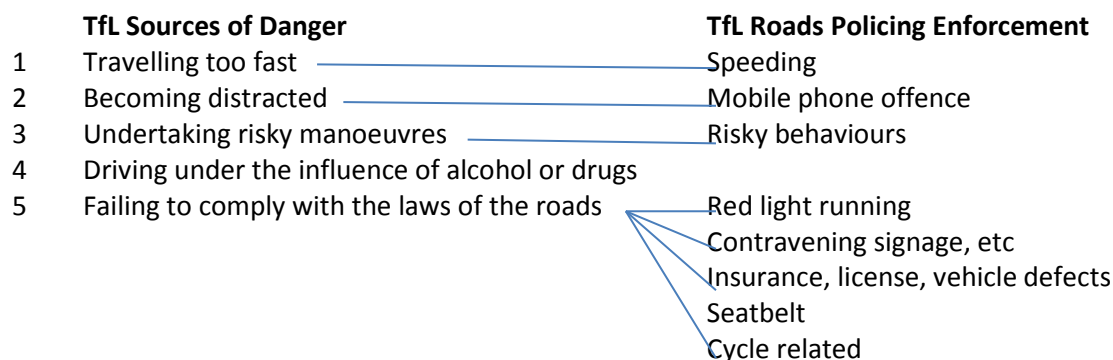 TfL Sources of Danger TfL Roads Policing Enforcement
1 Travelling too fast Speeding
2 Becoming distracted Mobile phone offence
3 Undertaking risky manoeuvres Risky behaviours
4 Driving under the influence of alcohol or drugs
5 Failing to comply with the laws of the roads Red light running
Contravening signage, etc
Insurance, license, vehicle defects
Seatbelt
Cycle related